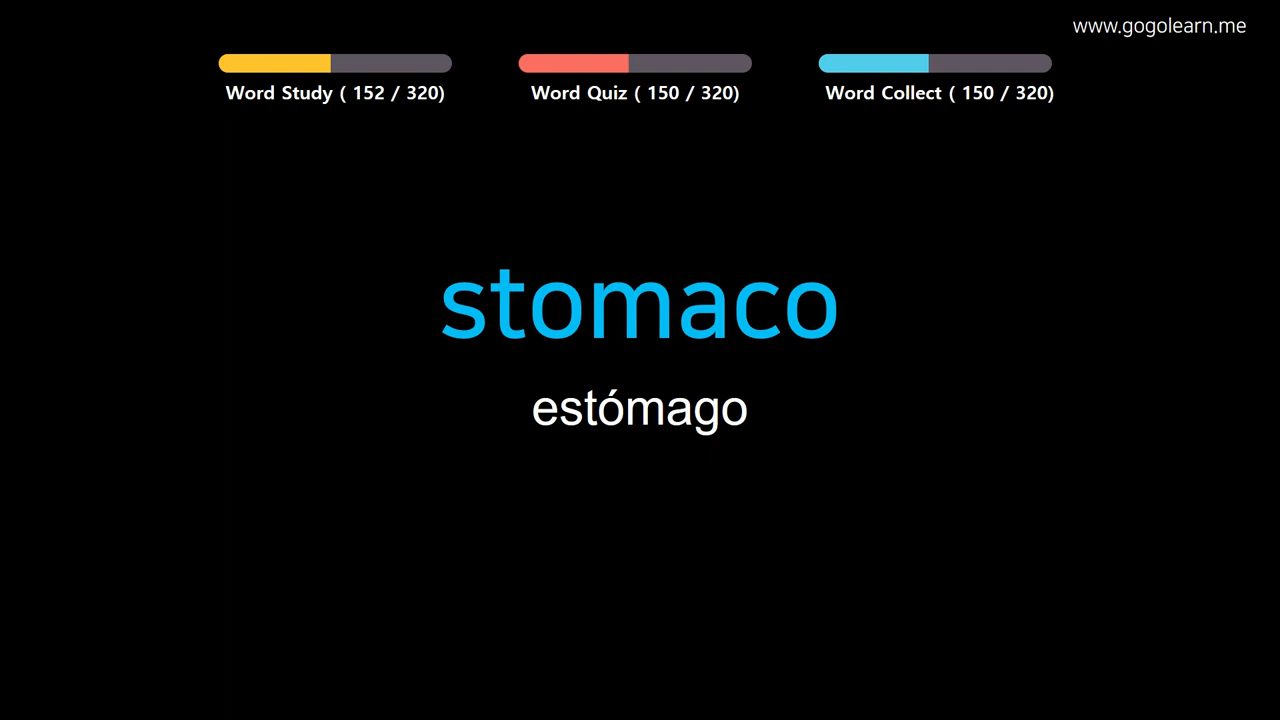 www.gogolearn.me
Word Study ( 152 / 320)
Word Quiz ( 150 / 320)
Word Collect ( 150 / 320)
stomaco
estómago